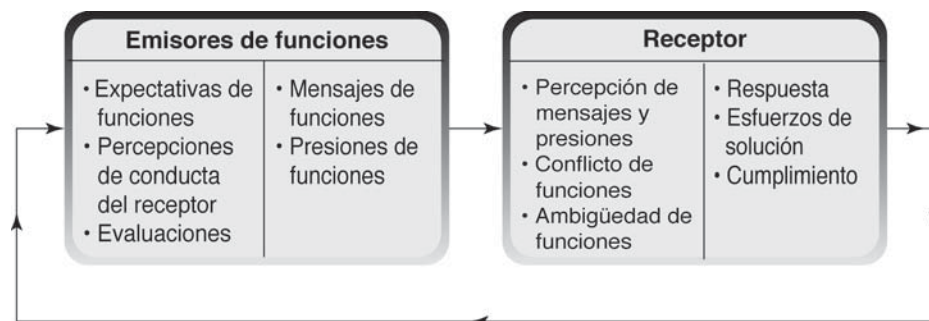 Emisores de funciones
• Expectativas de
funciones
• Percepciones
de conducta
del receptor
• Evaluaciones
• Mensajes de
funciones
• Presiones de
funciones
Receptor
• Percepción de
mensajes y
presiones
• Conflicto de
funciones
• Ambigüedad de
funciones
• Respuesta
• Esfuerzos de
solución
• Cumplimiento